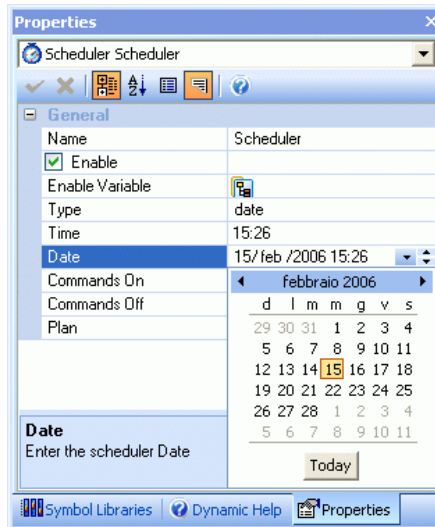 Properties
Scheduler Scheduler
General
Name Scheduler
Enable
Enable Variable
Type date
Time 15:26
Date 15/ feb /2006 15:26
Commands On
Commands Off
Plan
febbraio 2006
d l m m g v s
29 30 31 1 2 3 4
5 6 7 8 9 10 11
12 13 14 15 16 17 18
19 20 21 22 23 24 25
26 27 28 1 2 3 4
5 6 7 8 9 10 11
Today
Date
Enter the scheduler Date
Symbol Libraries Dynamic Help Properties